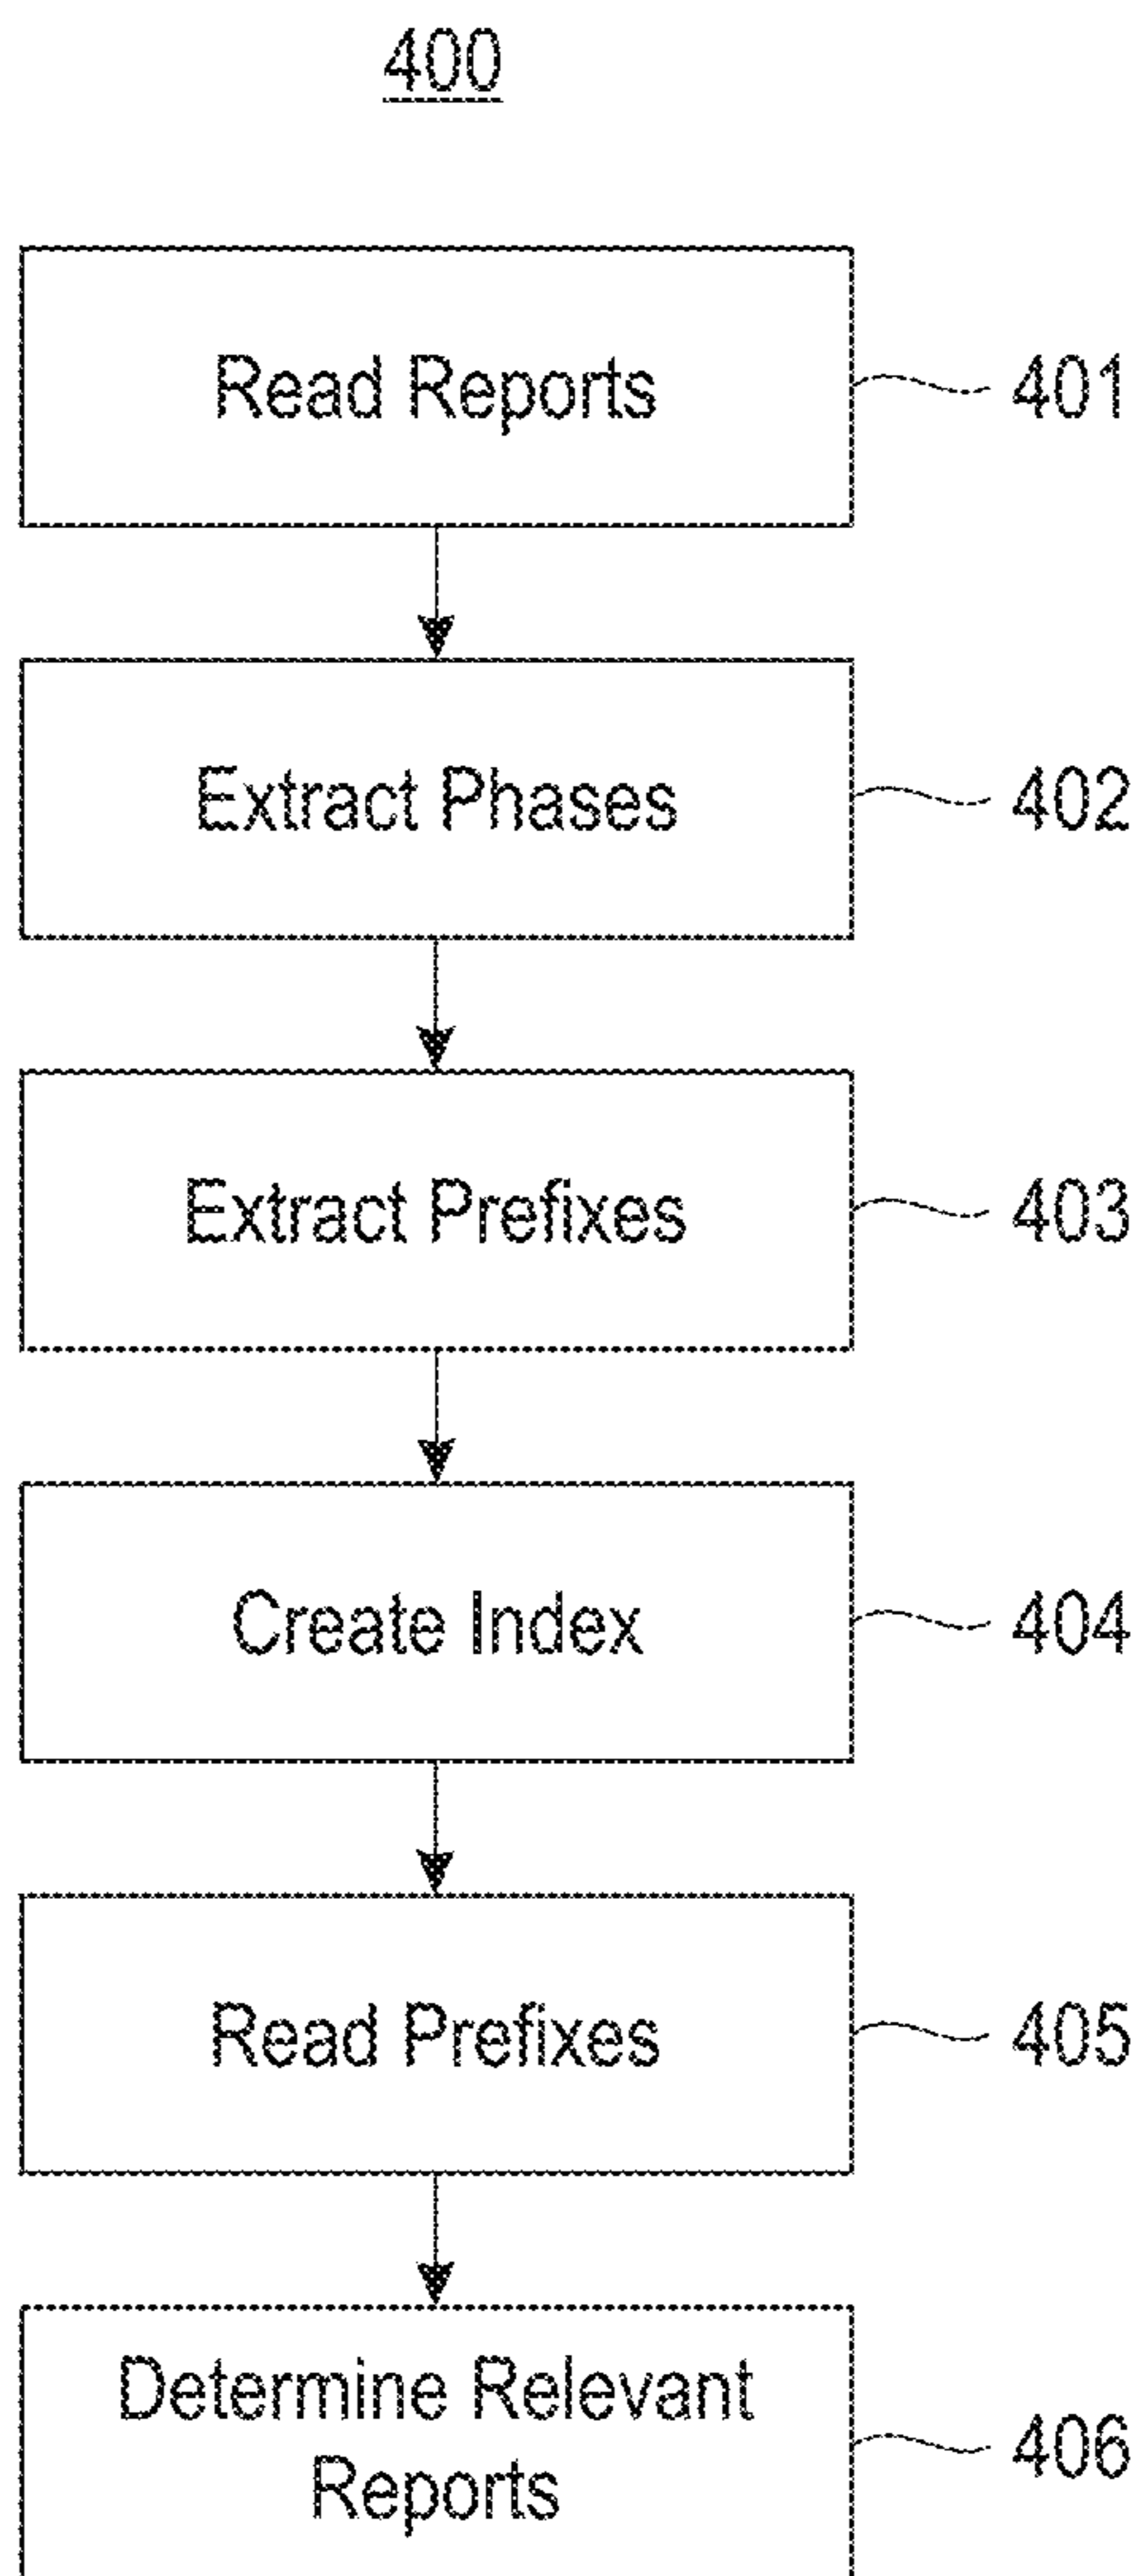 400
Read Reports
401
Extract Phases
402
Extract Prefixes
403
Create Index
404
Read Prefixes
405
Determine Relevant
Reports
406